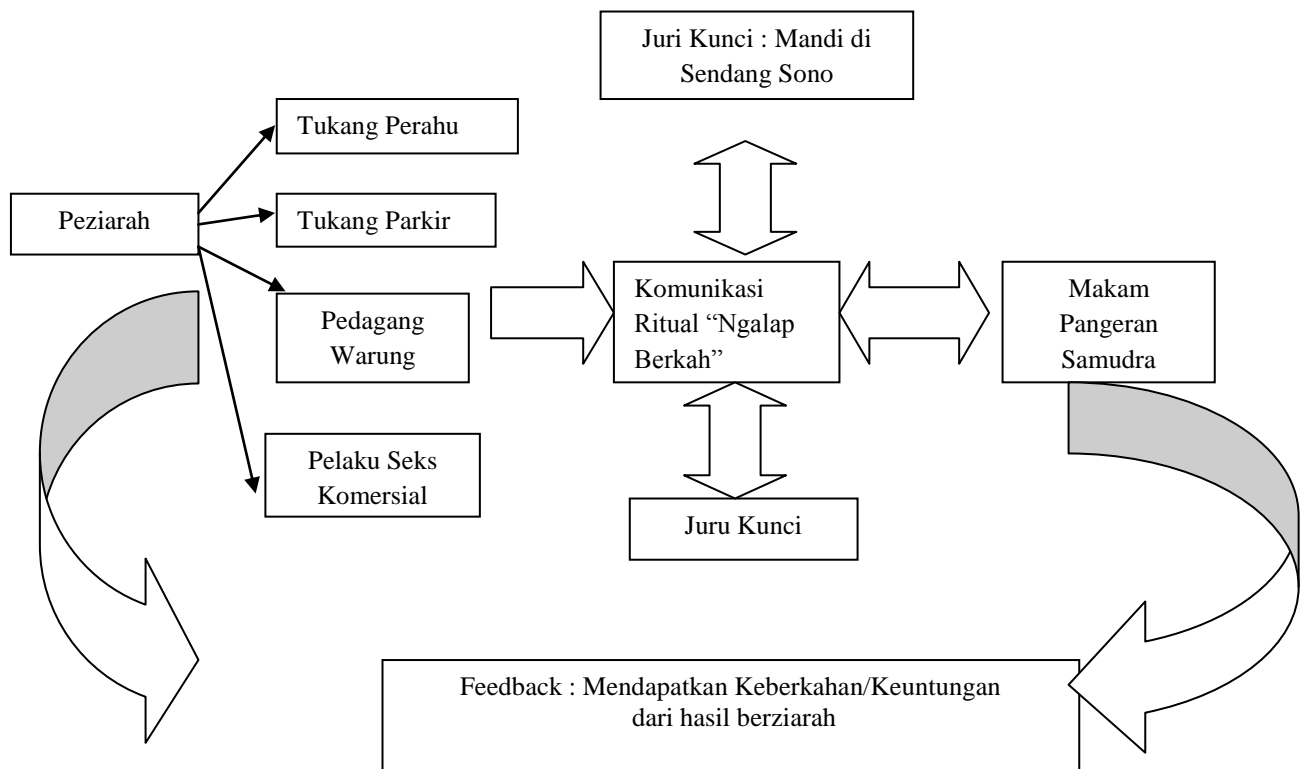 Juri Kunci : Mandi di
Sendang Sono
Tukang Perahu
Peziarah
Tukang Parkir
Pedagang
Warung
Pelaku Seks
Komersial
Komunikasi
Ritual “Ngalap
Berkah”
Makam
Pangeran
Samudra
Juru Kunci
Feedback : Mendapatkan Keberkahan/Keuntungan
dari hasil berziarah